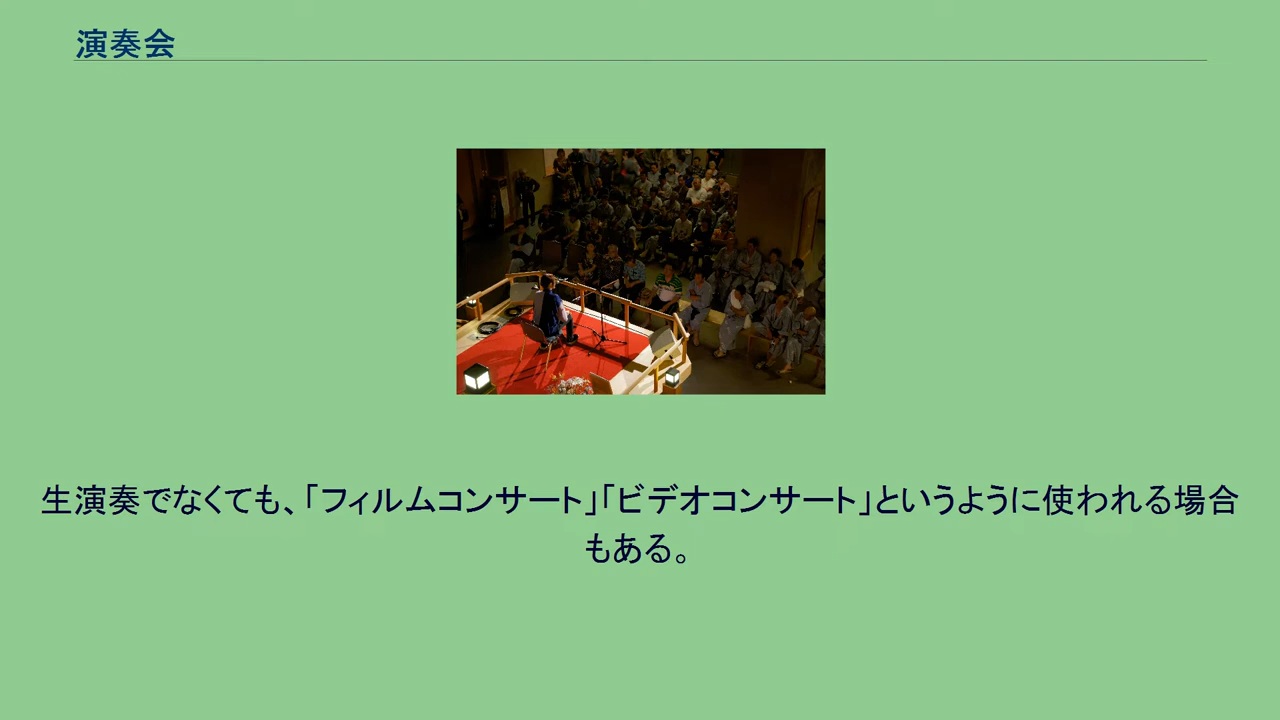 演奏会
生演奏でなくても、「フィルムコンサート」「ビデオコンサート」というように使われる場合
もある。